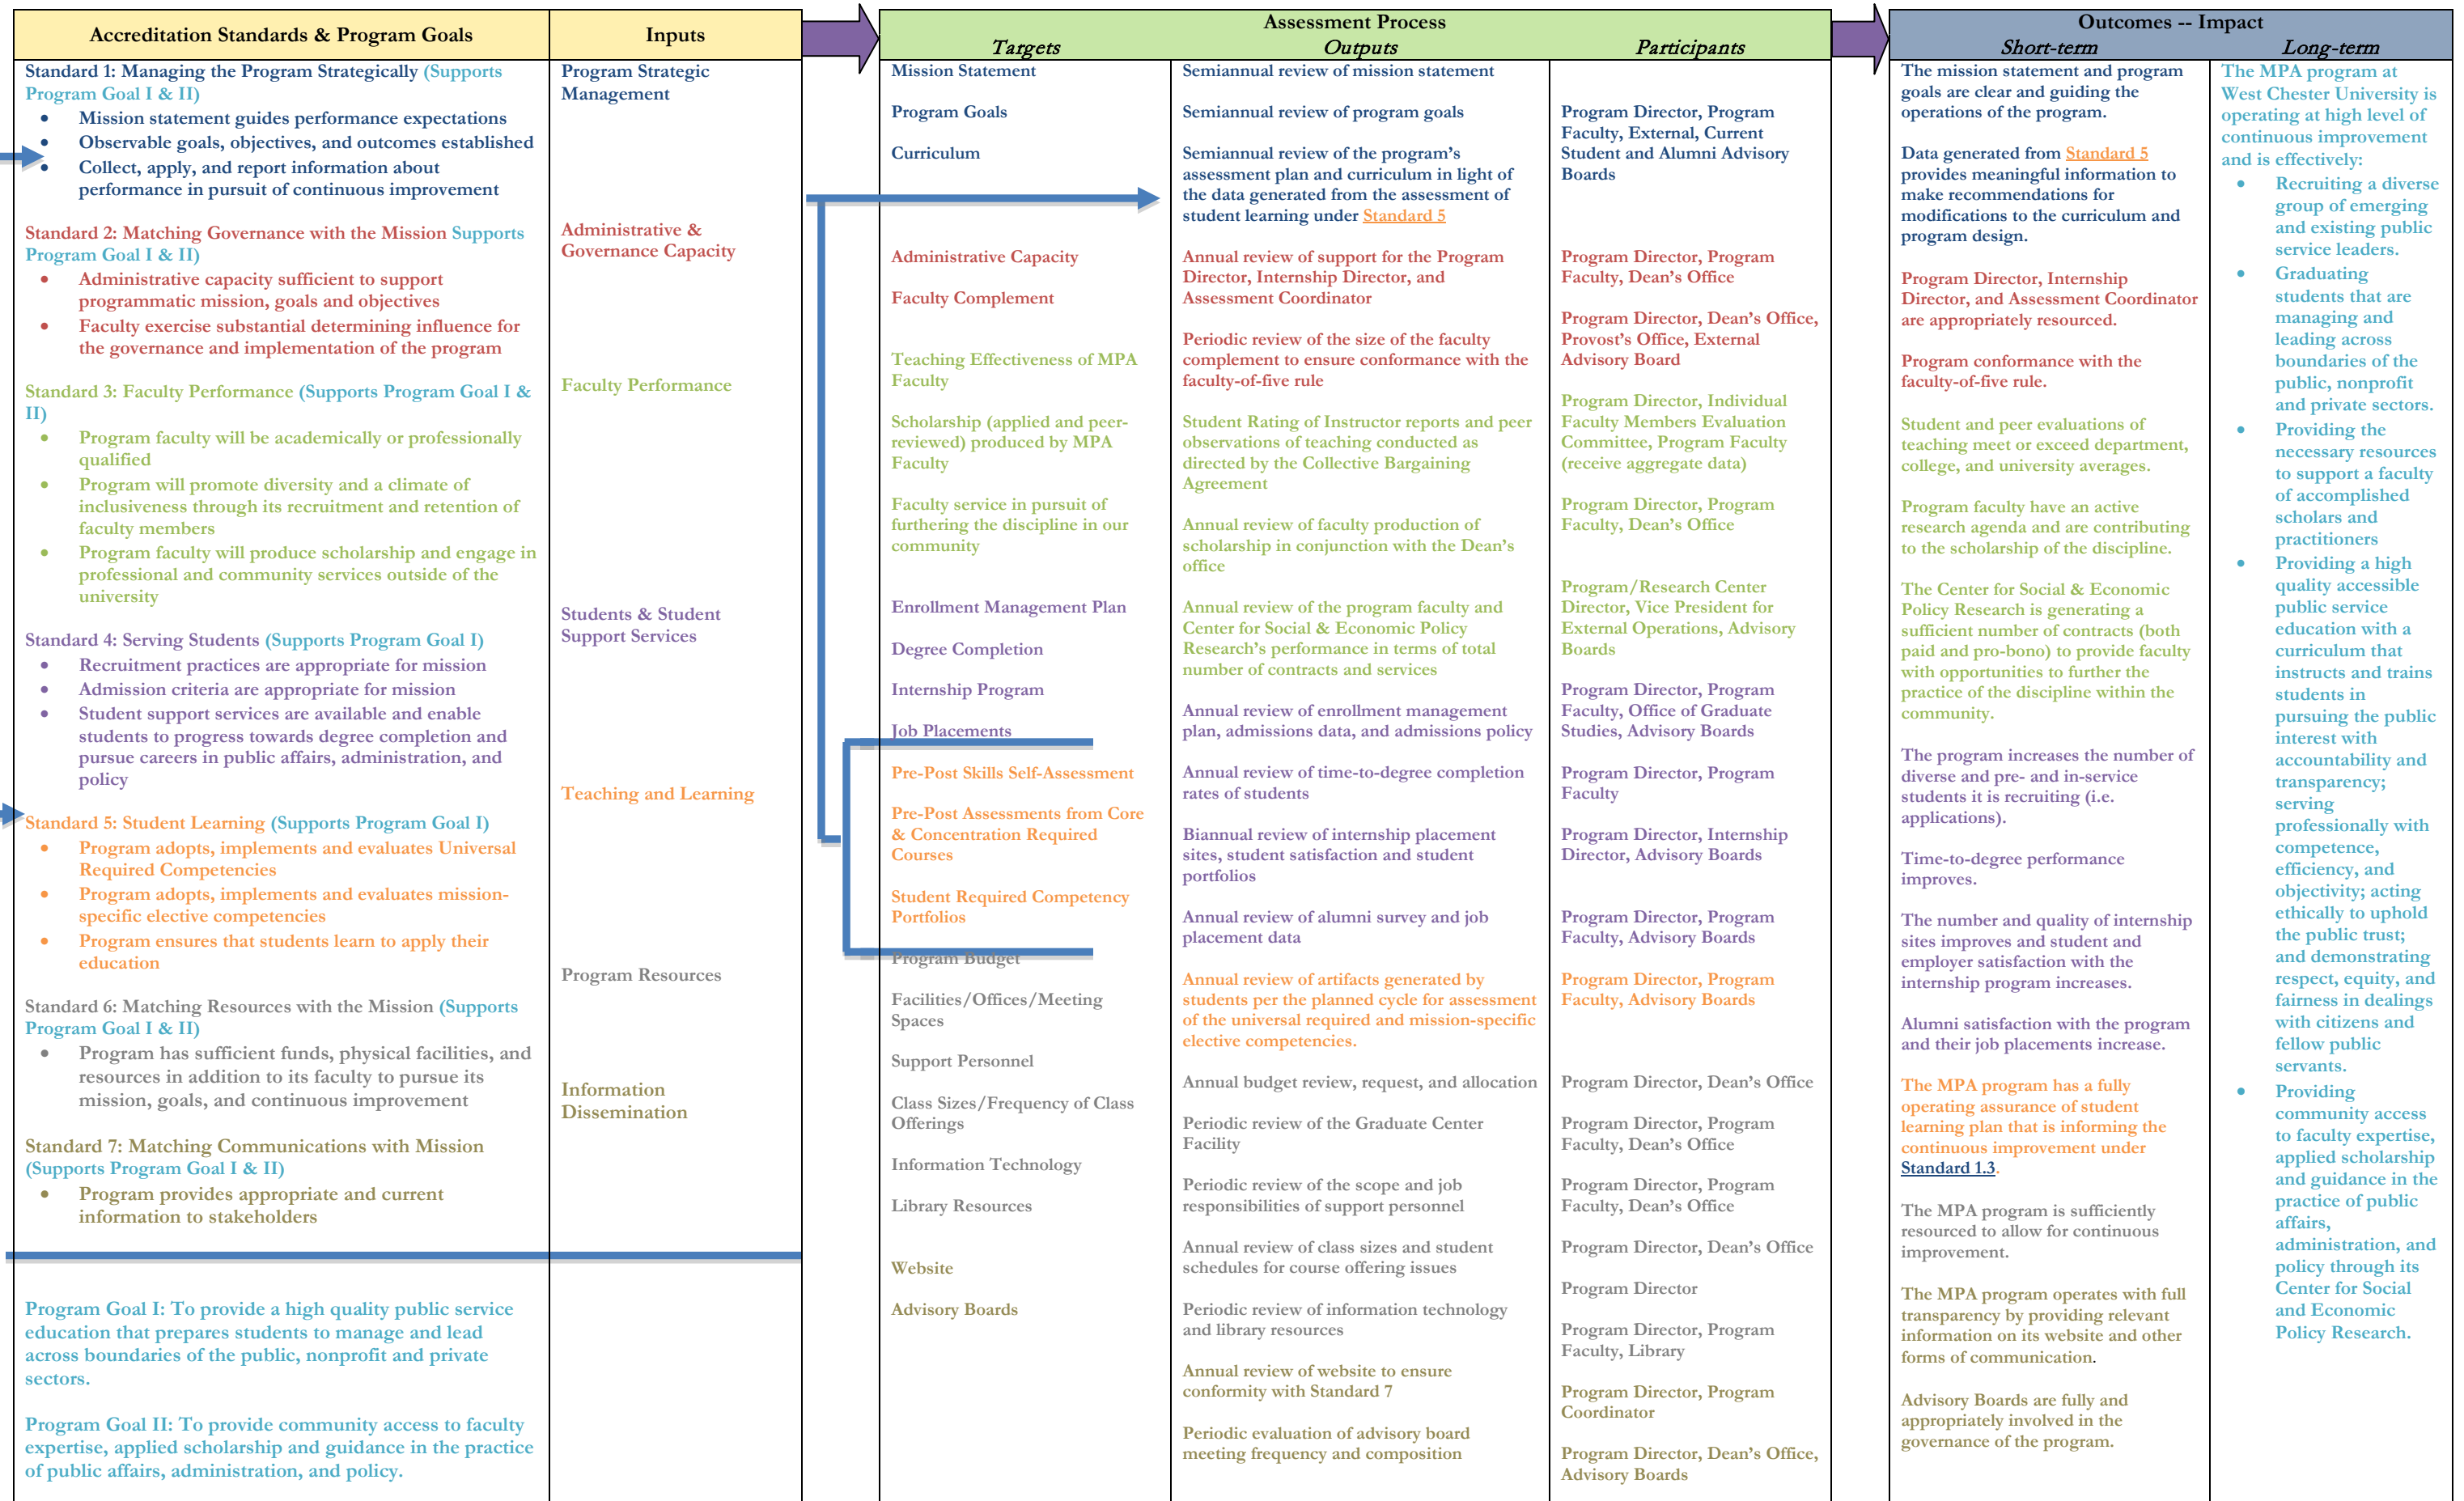 Accreditation Standards & Program Goals
Standard 1: Managing the Program Strategically (Supports
Program Goal I & II)
• Mission statement guides performance expectations
• Observable goals, objectives, and outcomes established
• Collect, apply, and report information about
performance in pursuit of continuous improvement
Standard 2: Matching Governance with the Mission Supports
Program Goal I & II)
• Administrative capacity sufficient to support
programmatic mission, goals and objectives
• Faculty exercise substantial determining influence for
the governance and implementation of the program
Standard 3: Faculty Performance (Supports Program Goal I &
II)
• Program faculty will be academically or professionally
qualified
• Program will promote diversity and a climate of
inclusiveness through its recruitment and retention of
faculty members
• Program faculty will produce scholarship and engage in
professional and community services outside of the
university
Standard 4: Serving Students (Supports Program Goal I)
• Recruitment practices are appropriate for mission
• Admission criteria are appropriate for mission
• Student support services are available and enable
students to progress towards degree completion and
pursue careers in public affairs, administration, and
policy
Standard 5: Student Learning (Supports Program Goal I)
• Program adopts, implements and evaluates Universal
Required Competencies
• Program adopts, implements and evaluates mission-
specific elective competencies
• Program ensures that students learn to apply their
education
Standard 6: Matching Resources with the Mission (Supports
Program Goal I & II)
• Program has sufficient funds, physical facilities, and
resources in addition to its faculty to pursue its
mission, goals, and continuous improvement
Standard 7: Matching Communications with Mission
(Supports Program Goal I & II)
• Program provides appropriate and current
information to stakeholders
Program Goal I: To provide a high quality public service
education that prepares students to manage and lead
across boundaries of the public, nonprofit and private
sectors.
Program Goal II: To provide community access to faculty
expertise, applied scholarship and guidance in the practice
of public affairs, administration, and policy.
Inputs
Program Strategic
Management
Administrative &
Governance Capacity
Faculty Performance
Students & Student
Support Services
Teaching and Learning
Program Resources
Information
Dissemination
Assessment Process
Targets
Mission Statement
Program Goals
Curriculum
Administrative Capacity
Faculty Complement
Teaching Effectiveness of MPA
Faculty
Scholarship (applied and peer-
reviewed) produced by MPA
Faculty
Faculty service in pursuit of
furthering the discipline in our
community
Enrollment Management Plan
Degree Completion
Internship Program
Job Placements
Pre-Post Skills Self-Assessment
Pre-Post Assessments from Core
& Concentration Required
Courses
Student Required Competency
Portfolios
Program Budget
Facilities/Offices/Meeting
Spaces
Support Personnel
Class Sizes/Frequency of Class
Offerings
Information Technology
Library Resources
Website
Advisory Boards
Outputs
Semiannual review of mission statement
Semiannual review of program goals
Semiannual review of the program's
assessment plan and curriculum in light of
the data generated from the assessment of
student learning under Standard 5
Annual review of support for the Program
Director, Internship Director, and
Assessment Coordinator
Periodic review of the size of the faculty
complement to ensure conformance with the
faculty-of-five rule
Student Rating of Instructor reports and peer
observations of teaching conducted as
directed by the Collective Bargaining
Agreement
Annual review of faculty production of
scholarship in conjunction with the Dean's
office
Annual review of the program faculty and
Center for Social & Economic Policy
Research's performance in terms of total
number of contracts and services
Annual review of enrollment management
plan, admissions data, and admissions policy
Annual review of time-to-degree completion
rates of students
Biannual review of internship placement
sites, student satisfaction and student
portfolios
Annual review of alumni survey and job
placement data
Annual review of artifacts generated by
students per the planned cycle for assessment
of the universal required and mission-specific
elective competencies.
Annual budget review, request, and allocation
Periodic review of the Graduate Center
Facility
Periodic review of the scope and job
responsibilities of support personnel
Annual review of class sizes and student
schedules for course offering issues
Periodic review of information technology
and library resources
Annual review of website to ensure
conformity with Standard 7
Periodic evaluation of advisory board
meeting frequency and composition
Participants
Program Director, Program
Faculty, External, Current
Student and Alumni Advisory
Boards
Program Director, Program
Faculty, Dean's Office
Program Director, Dean's Office,
Provost's Office, External
Advisory Board
Program Director, Individual
Faculty Members Evaluation
Committee, Program Faculty
(receive aggregate data)
Program Director, Program
Faculty, Dean's Office
Program/Research Center
Director, Vice President for
External Operations, Advisory
Boards
Program Director, Program
Faculty, Office of Graduate
Studies, Advisory Boards
Program Director, Program
Faculty
Program Director, Internship
Director, Advisory Boards
Program Director, Program
Faculty, Advisory Boards
Program Director, Program
Faculty, Advisory Boards
Program Director, Dean's Office
Program Director, Program
Faculty, Dean's Office
Program Director, Program
Faculty, Dean's Office
Program Director, Dean's Office
Program Director
Program Director, Program
Faculty, Library
Program Director, Program
Coordinator
Program Director, Dean's Office,
Advisory Boards
Outcomes -- Impact
Short-term
The mission statement and program
goals are clear and guiding the
operations of the program.
Data generated from Standard 5
provides meaningful information to
make recommendations for
modifications to the curriculum and
program design.
Program Director, Internship
Director, and Assessment Coordinator
are appropriately resourced.
Program conformance with the
faculty-of-five rule.
Student and peer evaluations of
teaching meet or exceed department,
college, and university averages.
Program faculty have an active
research agenda and are contributing
to the scholarship of the discipline.
The Center for Social & Economic
Policy Research is generating a
sufficient number of contracts (both
paid and pro-bono) to provide faculty
with opportunities to further the
practice of the discipline within the
community.
The program increases the number of
diverse and pre- and in-service
students it is recruiting (i.e.
applications).
Time-to-degree performance
improves.
The number and quality of internship
sites improves and student and
employer satisfaction with the
internship program increases.
Alumni satisfaction with the program
and their job placements increase.
The MPA program has a fully
operating assurance of student
learning plan that is informing the
continuous improvement under
Standard 1.3.
The MPA program is sufficiently
resourced to allow for continuous
improvement.
The MPA program operates with full
transparency by providing relevant
information on its website and other
forms of communication.
Advisory Boards are fully and
appropriately involved in the
governance of the program.
Long-term
The MPA program at
West Chester University is
operating at high level of
continuous improvement
and is effectively:
• Recruiting a diverse
group of emerging
and existing public
service leaders.
• Graduating
students that are
managing and
leading across
boundaries of the
public, nonprofit
and private sectors.
• Providing the
necessary resources
to support a faculty
of accomplished
scholars and
practitioners
• Providing a high
quality accessible
public service
education with a
curriculum that
instructs and trains
students in
pursuing the public
interest with
accountability and
transparency;
serving
professionally with
competence,
efficiency, and
objectivity; acting
ethically to uphold
the public trust;
and demonstrating
respect, equity, and
fairness in dealings
with citizens and
fellow public
servants.
• Providing
community access
to faculty expertise,
applied scholarship
and guidance in the
practice of public
affairs,
administration, and
policy through its
Center for Social
and Economic
Policy Research.